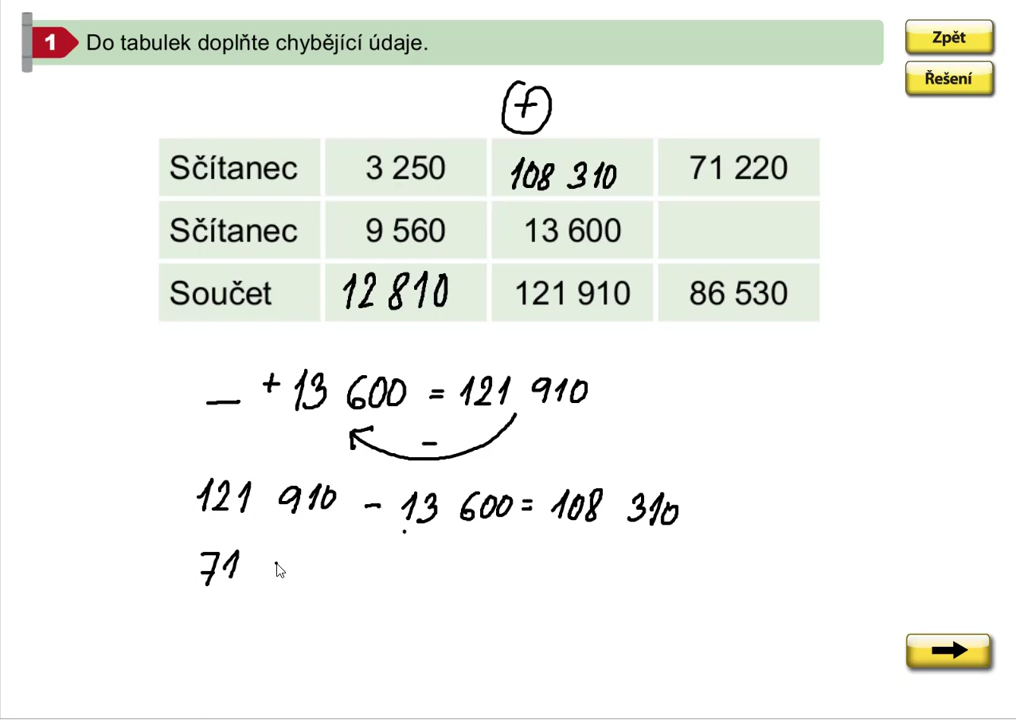 1 Do tabulek doplňte chybějící údaje.
Zpět
Řešení
+
Sčítanec 3 250 108 310 71 220
Sčítanec 9 560 13 600
Součet 12 810 121 910 86 530
_ + 13 600 = 121 910
-
121 910 - 13 600 = 108 310
71